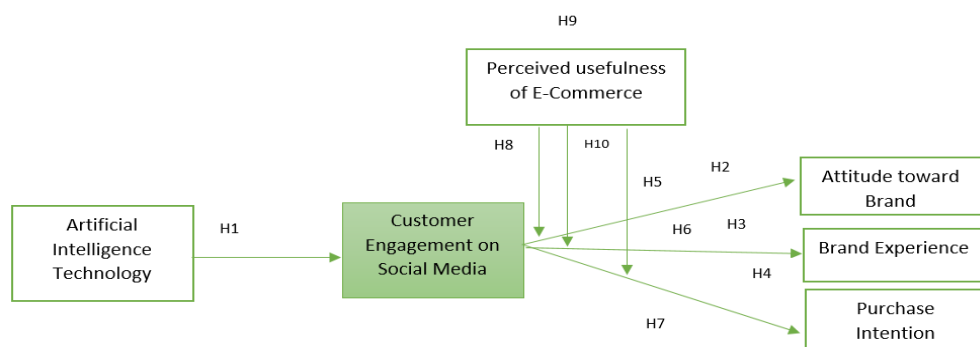 H9
Perceived usefulness
of E-Commerce
H8
H10
H2
H5
Attitude toward
Brand
Artificial
Intelligence
Technology
H1
Customer
Engagement on
Social Media
H6
H3
Brand Experience
H4
H7
Purchase
Intention